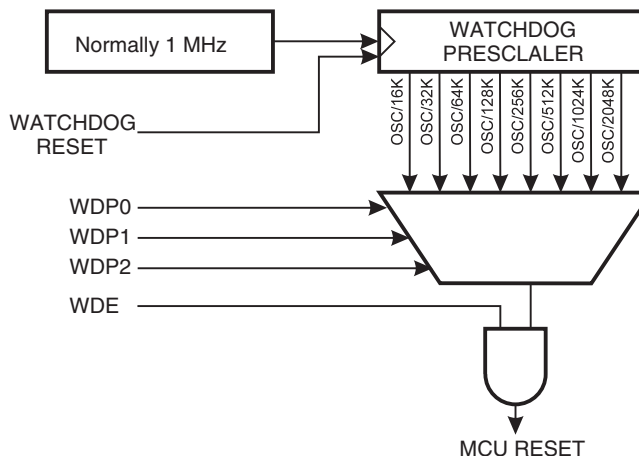 Normally 1 MHz
WATCHDOG
PRESCLALER
WATCHDOG
RESET
OSC/16K
OSC/32K
OSC/64K
OSC/128K
OSC/256K
OSC/512K
OSC/1024K
OSC/2048K
WDP0
WDP1
WDP2
WDE
MCU RESET